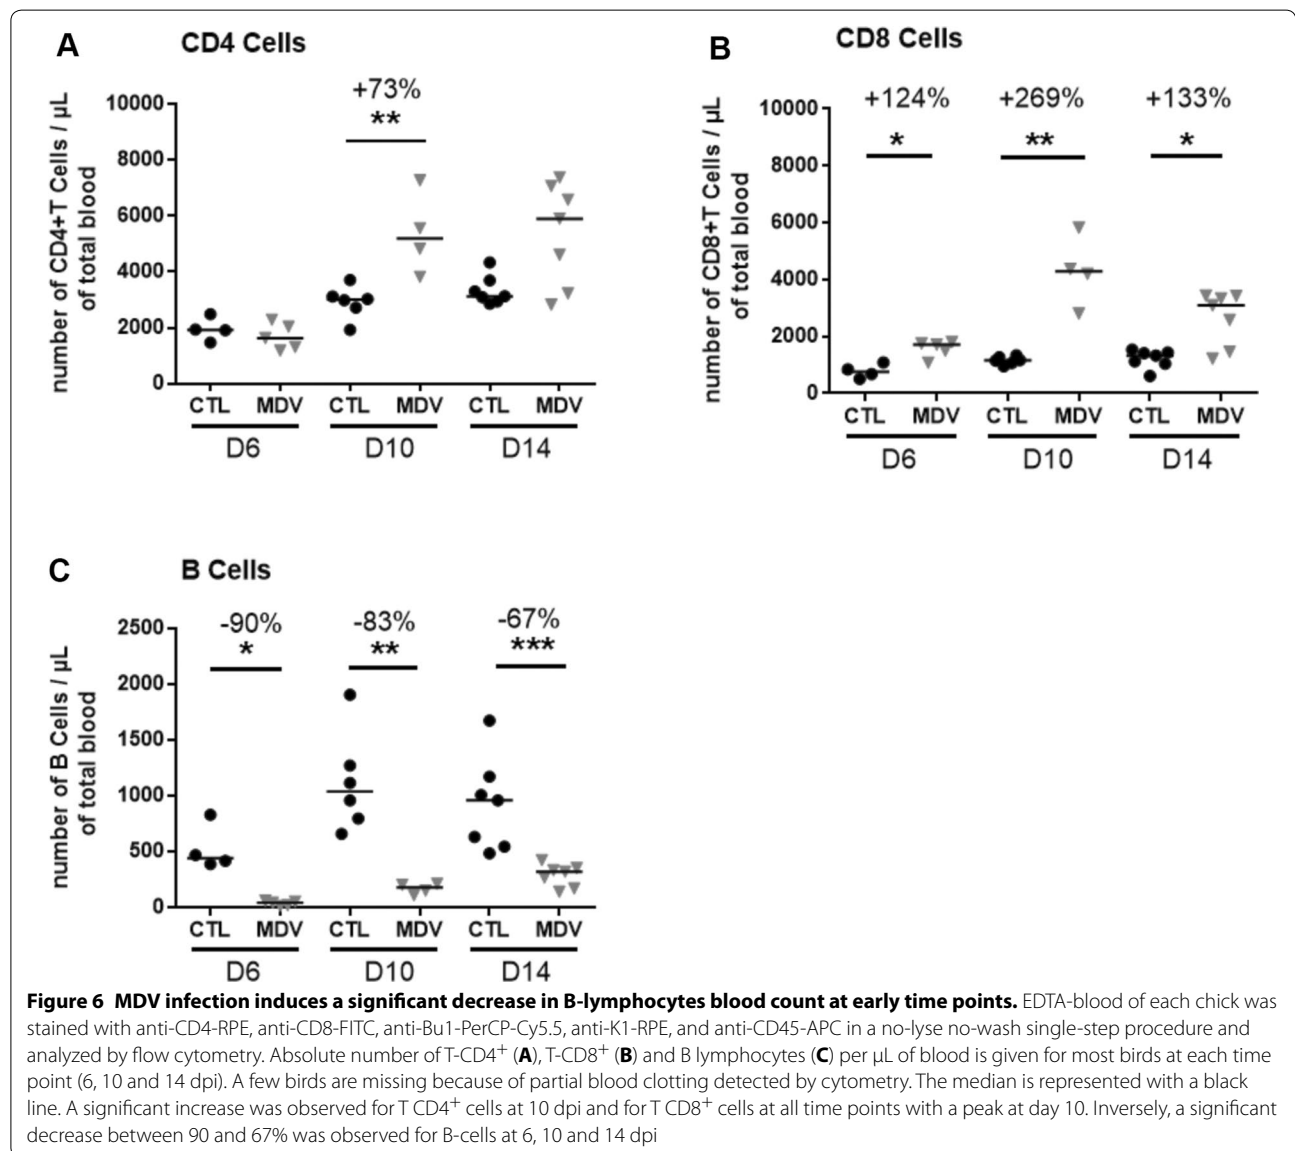 A
CD4 Cells
number of CD4+T Cells / µL
of total blood
+73%
**
10000
8000
6000
4000
2000
0
CTL MDV CTL MDV CTL MDV
D6 D10 D14
B
CD8 Cells
number of CD8+T Cells / µL
of total blood
+124% +269% +133%
* ** *
10000
8000
6000
4000
2000
0
CTL MDV CTL MDV CTL MDV
D6 D10 D14
C
B Cells
number of B Cells / µL
of total blood
-90% -83% -67%
* ** ***
2500
2000
1500
1000
500
0
CTL MDV CTL MDV CTL MDV
D6 D10 D14
Figure 6 MDV infection induces a significant decrease in B-lymphocytes blood count at early time points. EDTA-blood of each chick was
stained with anti-CD4-RPE, anti-CD8-FITC, anti-Bu1-PerCP-Cy5.5, anti-K1-RPE, and anti-CD45-APC in a no-lyse no-wash single-step procedure and
analyzed by flow cytometry. Absolute number of T-CD4+ (A), T-CD8+ (B) and B lymphocytes (C) per µL of blood is given for most birds at each time
point (6, 10 and 14 dpi). A few birds are missing because of partial blood clotting detected by cytometry. The median is represented with a black
line. A significant increase was observed for T CD4+ cells at 10 dpi and for T CD8+ cells at all time points with a peak at day 10. Inversely, a significant
decrease between 90 and 67% was observed for B-cells at 6, 10 and 14 dpi